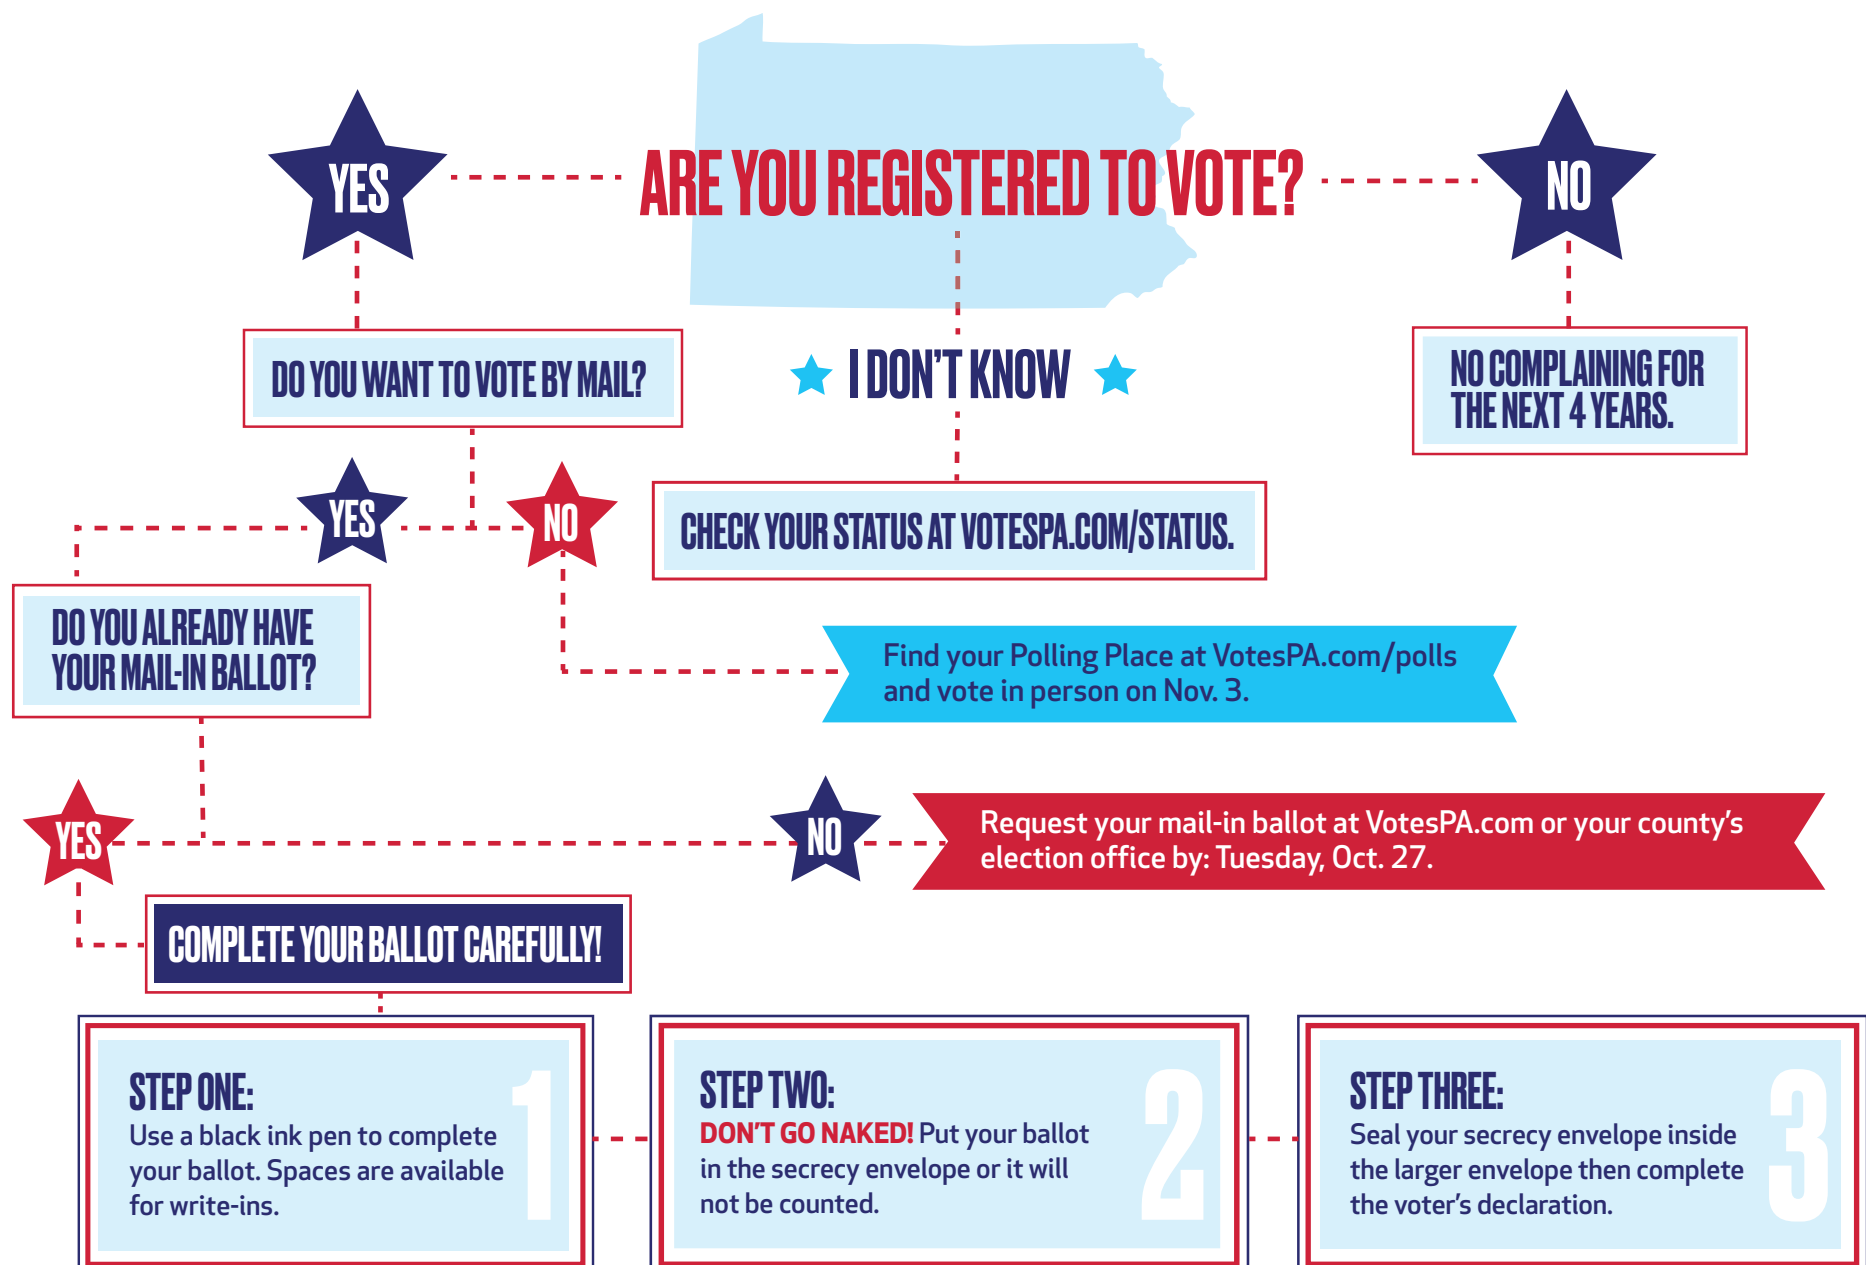 YES
ARE YOU REGISTERED TO VOTE?
NO
DO YOU WANT TO VOTE BY MAIL?
I DON'T KNOW
NO COMPLAINING FOR
THE NEXT 4 YEARS.
YES
NO
CHECK YOUR STATUS AT VOTESPA.COM/STATUS.
DO YOU ALREADY HAVE
YOUR MAIL-IN BALLOT?
Find your Polling Place at VotesPA.com/polls
and vote in person on Nov. 3.
YES
NO
Request your mail-in ballot at VotesPA.com or your county's
election office by: Tuesday, Oct. 27.
COMPLETE YOUR BALLOT CAREFULLY!
STEP ONE:
Use a black ink pen to complete
your ballot. Spaces are available
for write-ins.
1
STEP TWO:
DON'T GO NAKED! Put your ballot
in the secrecy envelope or it will
not be counted.
2
STEP THREE:
Seal your secrecy envelope inside
the larger envelope then complete
the voter's declaration.
3